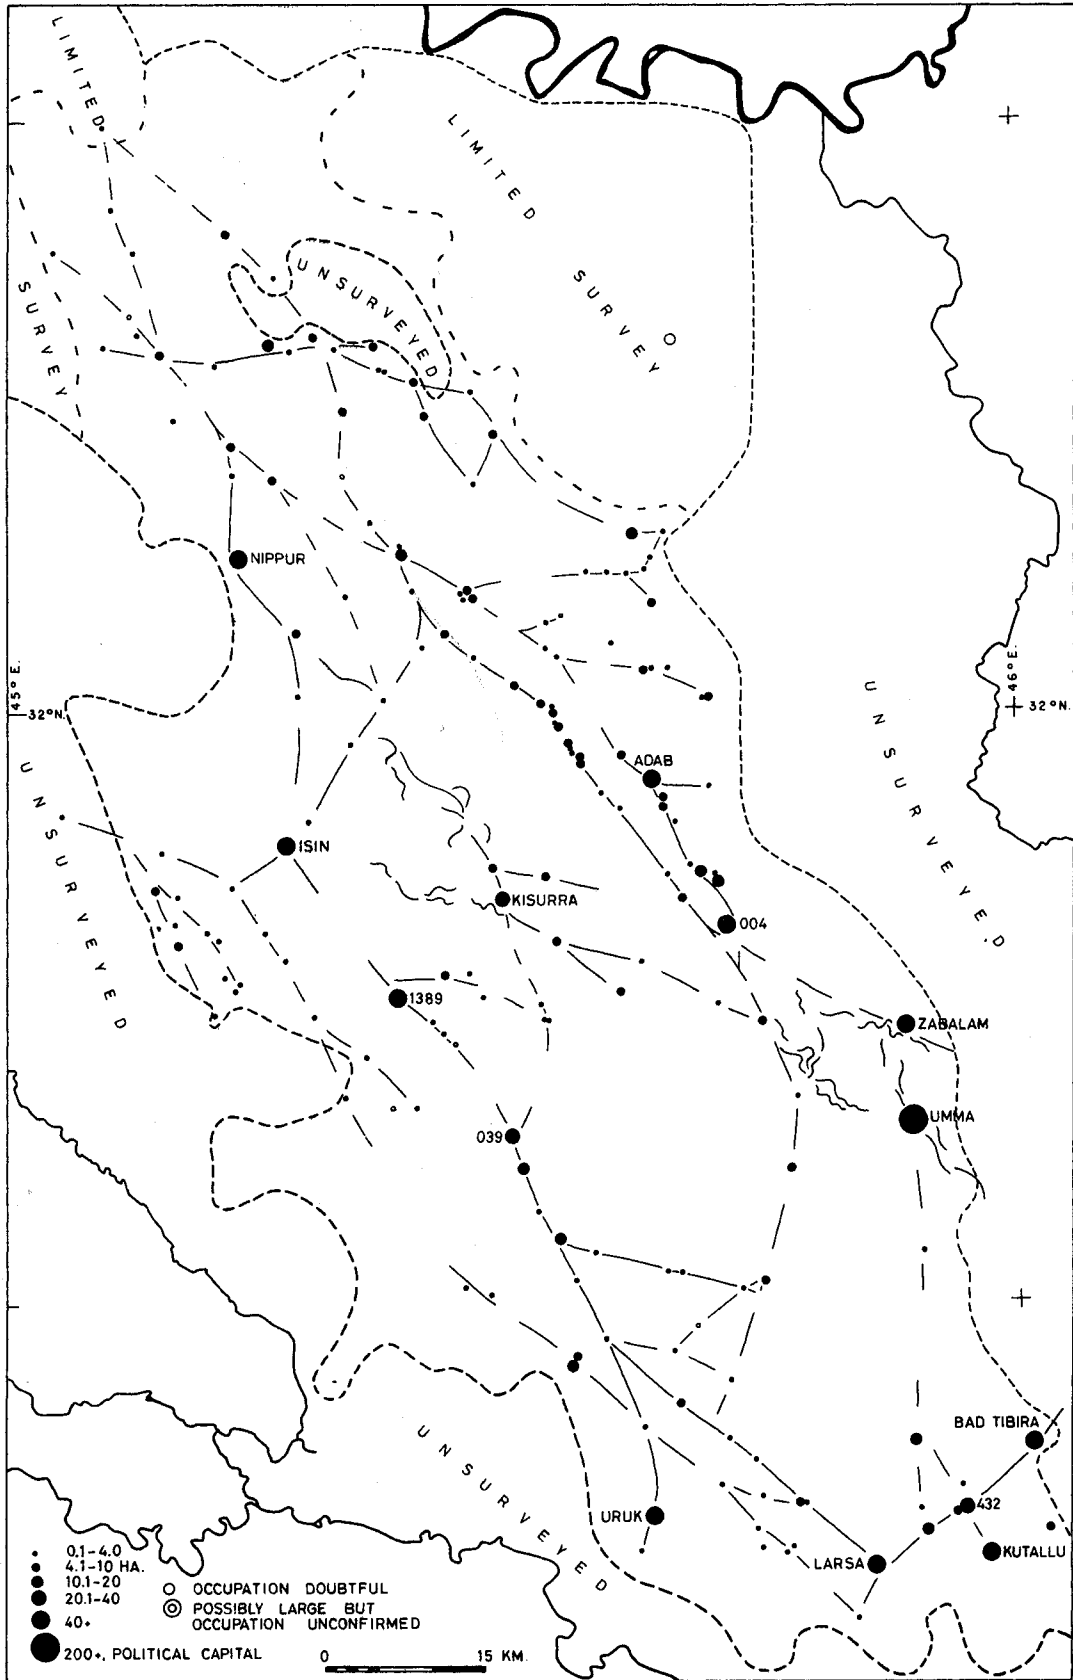 LIMITED
SURVEY
LIMITED
SURVEY
UNSURVEYED
NIPPUR
45° E.
32° N.
46° E.
32° N.
UNSURVEYED
ADAB
ISIN
KISURRA
UNSURVEYED
004
1389
ZABALAM
UMMA
039
BAD TIBIRA
432
URUK
KUTALLU
LARSA
UNSURVEYED
0.1-4.0
4.1-10 HA.
10.1-20
20.1-40
40+
200+, POLITICAL CAPITAL
OCCUPATION DOUBTFUL
POSSIBLY LARGE BUT
OCCUPATION UNCONFIRMED
0 15 KM.